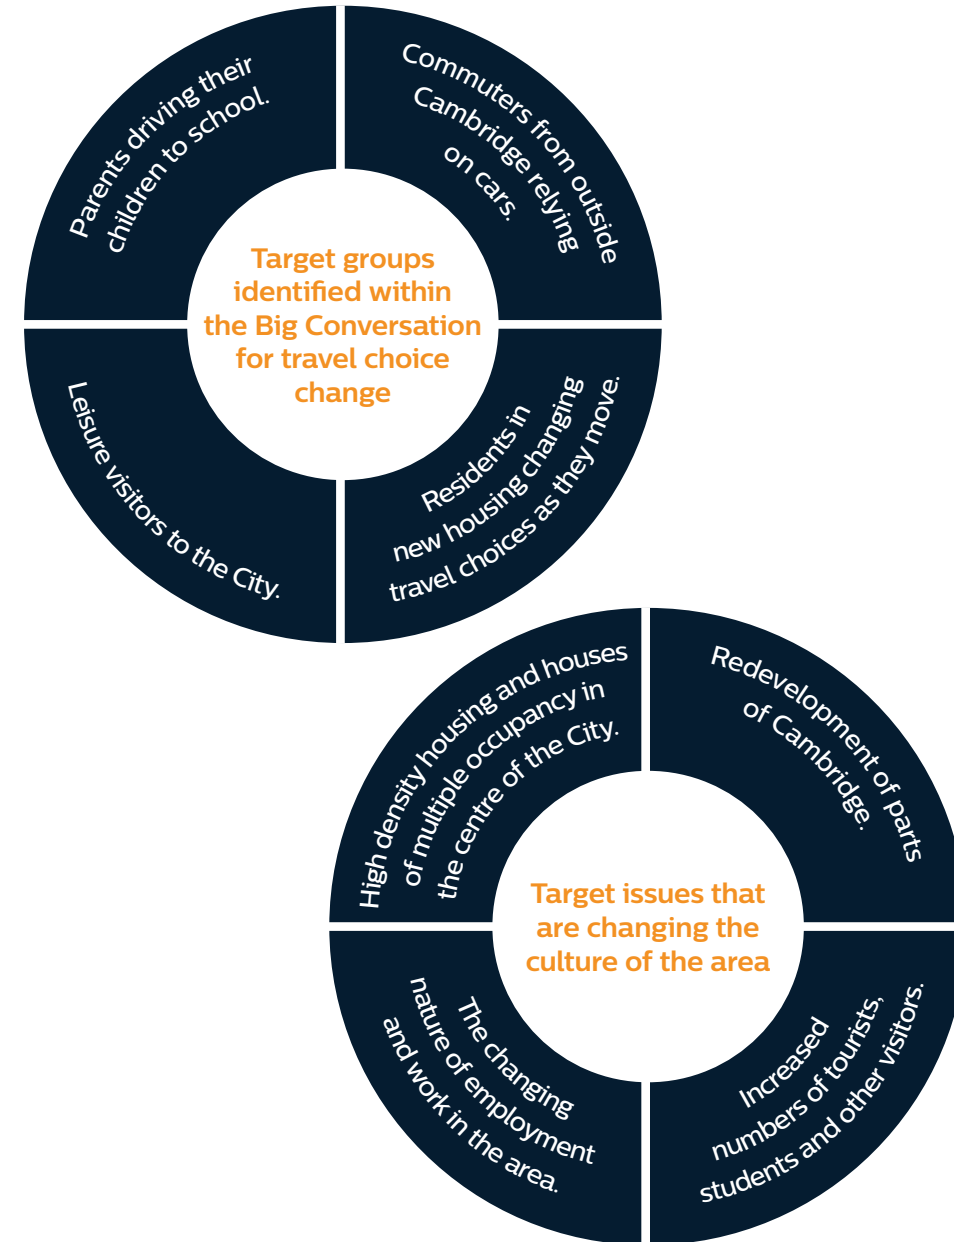 Parents driving their
children to school.
Commuters from outside
Cambridge relying
on cars.
Target groups
identified within
the Big Conversation
for travel choice
change
Leisure visitors to the City.
Residents in
new housing changing
travel choices as they move.
High density housing and houses
of multiple occupancy in
the centre of the City.
Redevelopment of parts
of Cambridge.
Target issues that
are changing the
culture of the area
The changing
nature of employment
and work in the area.
Increased
numbers of tourists,
students and other visitors.